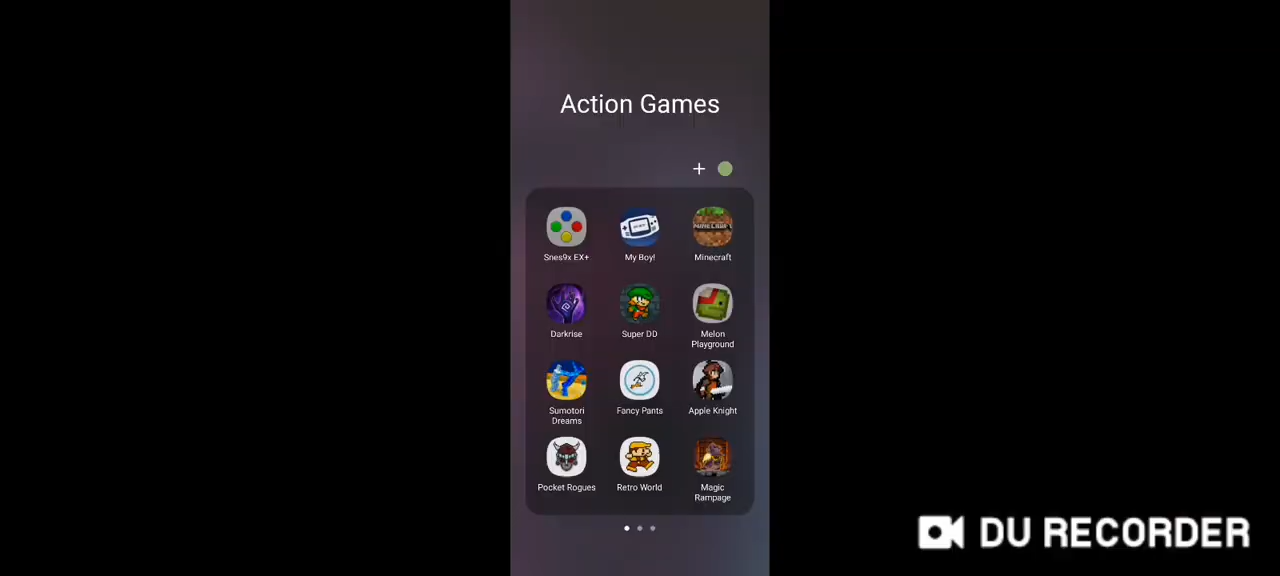 Action Games
Snes9x EX+
My Boy!
Minecraft
Darkrise
Super DD
Melon
Playground
Sumotori
Dreams
Fancy Pants
Apple Knight
Pocket Rogues
Retro World
Magic
Rampage
MINECRAFT
DU RECORDER